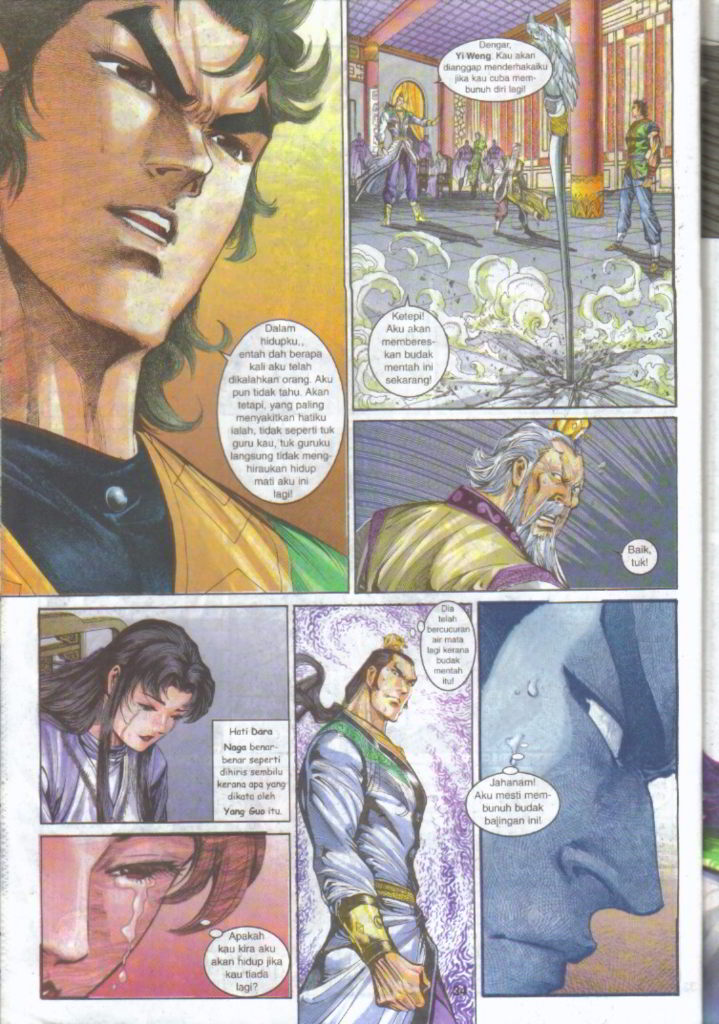 Dalam
hidupku,,
entah dah berapa
kali aku telah
dikalahkan orang. Aku
pun tidak tahu. Akan
tetapi, yang paling
menyakitkan hatiku
ialah, tidak seperti tuk
guru kau, tuk guruku
langsung tidak meng-
hiraukan hidup
mati aku ini
lagi!
Dengar,
Yi Weng. Kau akan
dianggap menderhakaiku
jika kau cuba mem-
bunuh diri lagi!
Ketepi!
Aku akan
memberes-
kan budak
mentah ini
sekarang!
Baik,
tuk!
Hati Dara
Naga benar-
benar seperti
dihiris sembilu
kerana apa yang
dikata oleh
Yang Guo itu.
Apakah
kau kira aku
akan hidup jika
kau tiada
lagi?
Dia
telah
bercucuran
air mata
lagi kerana
budak
mentah
itu!
Jahanam!
Aku mesti mem-
bunuh budak
bajingan ini!